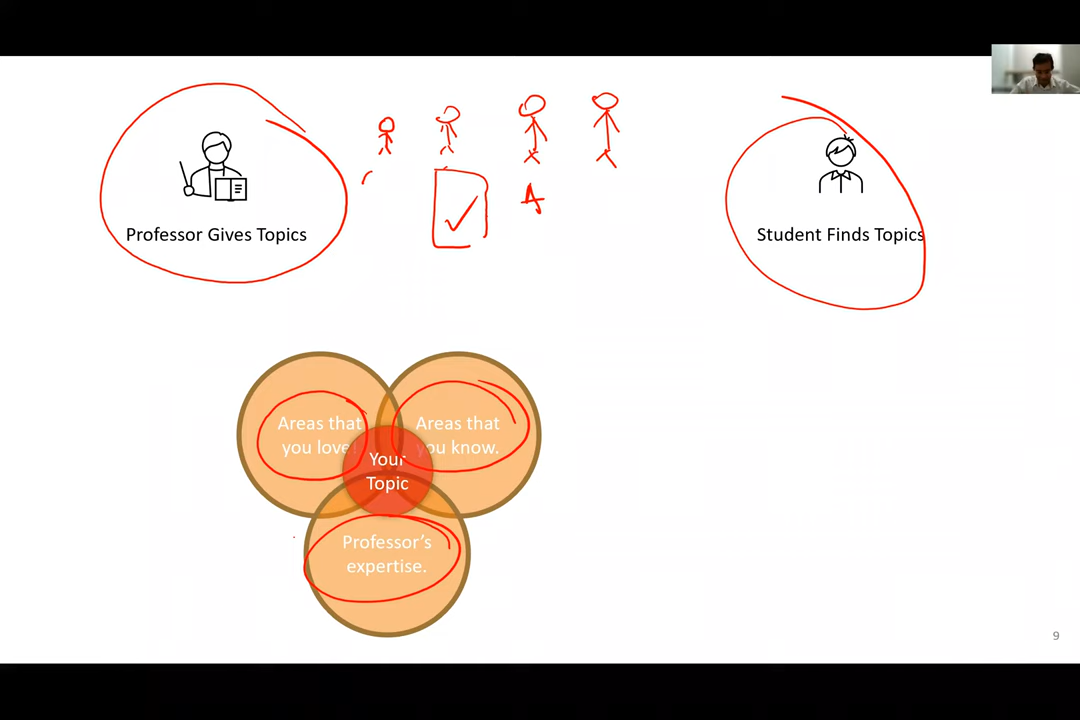 A
Professor Gives Topics
Student Finds Topics
Areas that
you love!
Areas that
you know.
Your
Topic
Professor's
expertise.
9